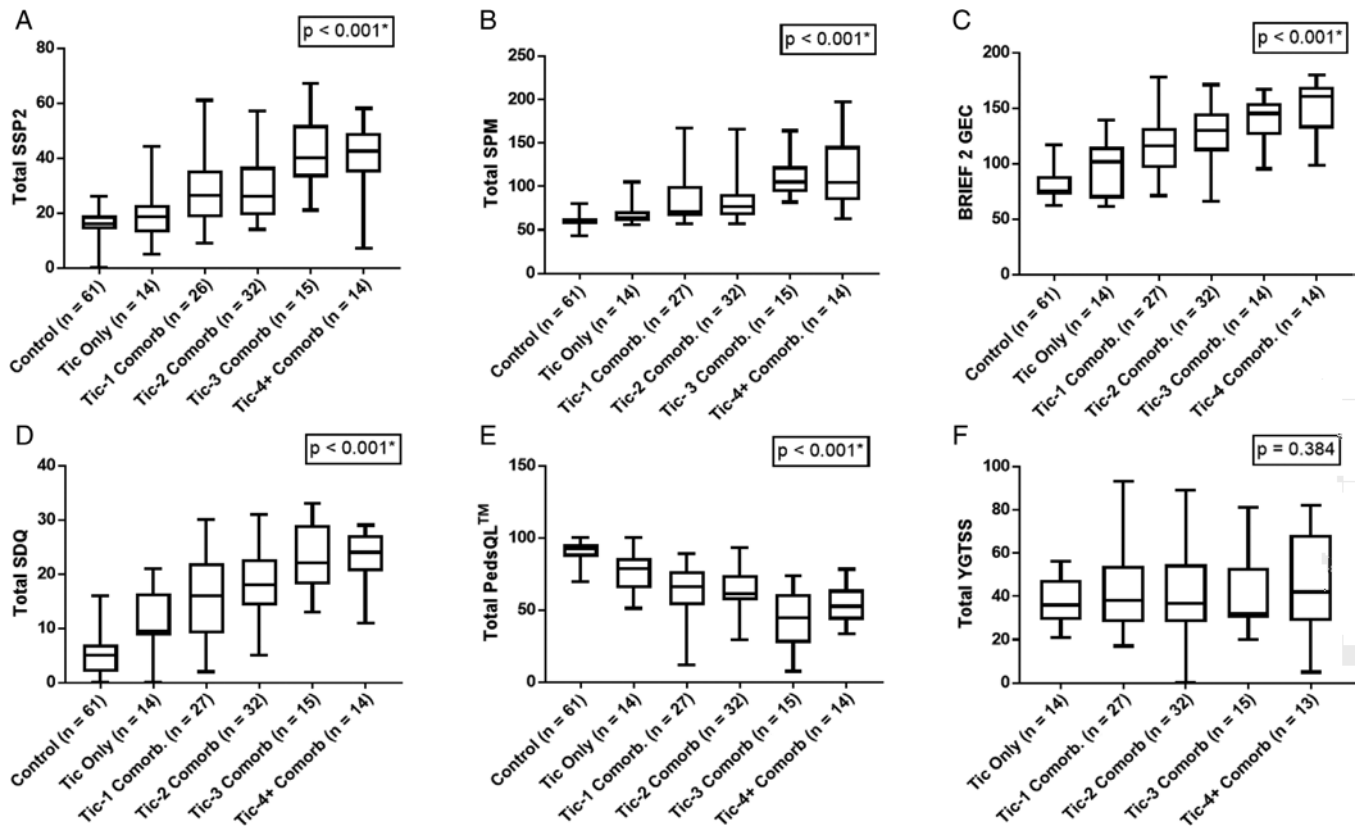 A
p < 0.001*
Total SSP2
80
60
40
20
0
Control (n = 61)
Tic Only (n = 14)
Tic-1 Comorb (n = 26)
Tic-2 Comorb (n = 32)
Tic-3 Comorb (n = 15)
Tic-4+ Comorb (n = 14)
B
p < 0.001*
Total SPM
250
200
150
100
50
0
Control (n = 61)
Tic Only (n = 14)
Tic-1 Comorb. (n = 27)
Tic-2 Comorb. (n = 32)
Tic- 3 Comorb. (n = 15)
Tic-4+ Comorb. (n = 14)
C
p < 0.001*
BRIEF 2 GEC
200
150
100
50
0
Control (n = 61)
Tic Only (n = 14)
Tic-1 Comorb. (n = 27)
Tic-2 Comorb. (n = 32)
Tic-3 Comorb. (n = 14)
Tic-4 Comorb. (n = 14)
D
p < 0.001*
Total SDQ
40
30
20
10
0
Control (n = 61)
Tic Only (n = 14)
Tic-1 Comorb. (n = 27)
Tic-2 Comorb (n = 32)
Tic-3 Comorb (n = 15)
Tic-4+ Comorb (n = 14)
E
p < 0.001*
Total PedsQL™
150
100
50
0
Control (n = 61)
Tic Only (n = 14)
Tic-1 Comorb. (n = 27)
Tic-2 Comorb (n = 32)
Tic-3 Comorb (n = 15)
Tic-4+ Comorb (n = 14)
F
p = 0.384
Total YGTSS
100
80
60
40
20
0
Tic Only (n = 14)
Tic-1 Comorb. (n = 27)
Tic-2 Comorb (n = 32)
Tic-3 Comorb (n = 15)
Tic-4+ Comorb (n = 13)